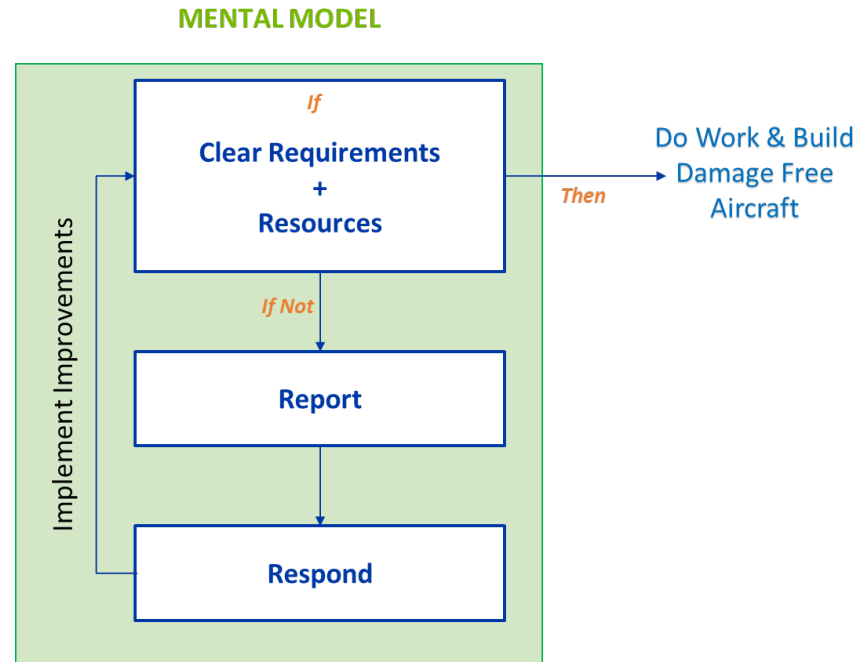 MENTAL MODEL
If
Clear Requirements
+
Resources
Then
Do Work & Build
Damage Free
Aircraft
If Not
Report
Respond
Implement Improvements